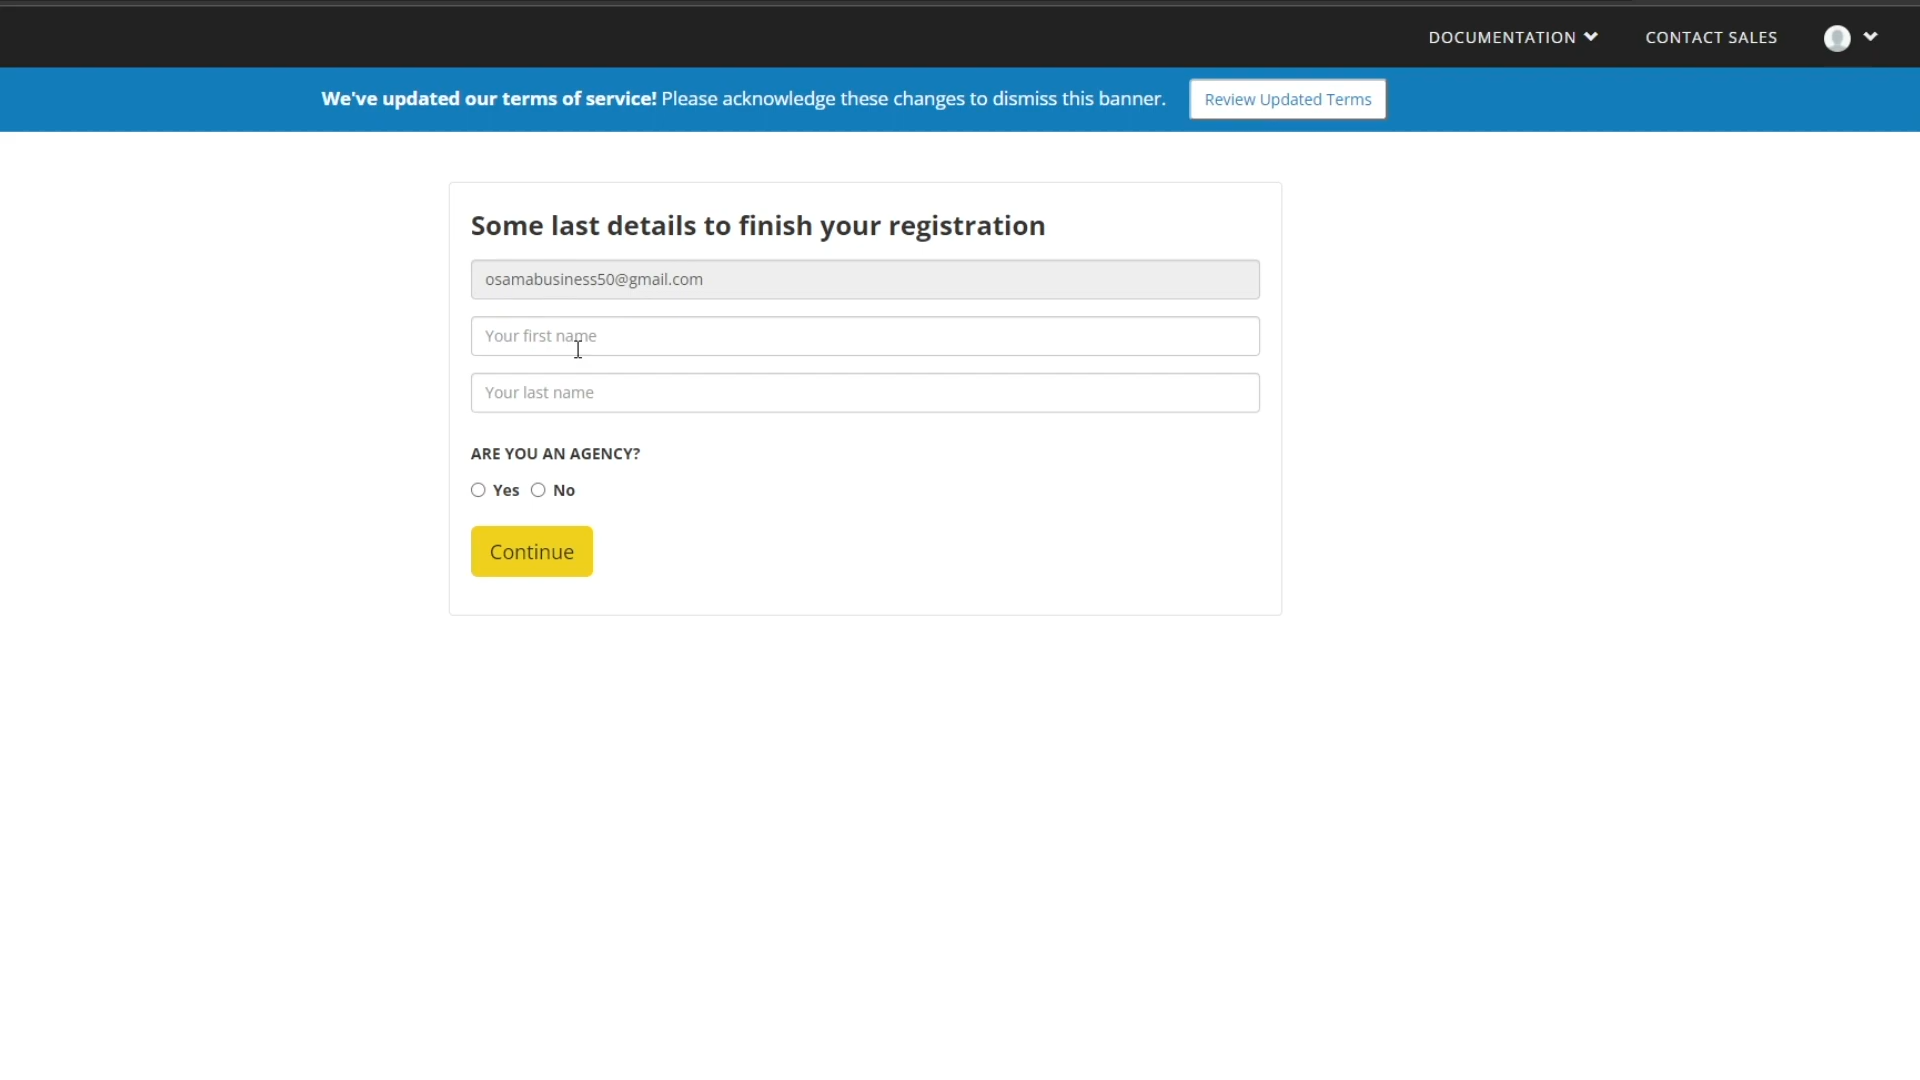 DOCUMENTATION
CONTACT SALES
We've updated our terms of service! Please acknowledge these changes to dismiss this banner.
Review Updated Terms
Some last details to finish your registration
osamabusiness50@gmail.com
Your first name
Your last name
ARE YOU AN AGENCY?
Yes No
Continue